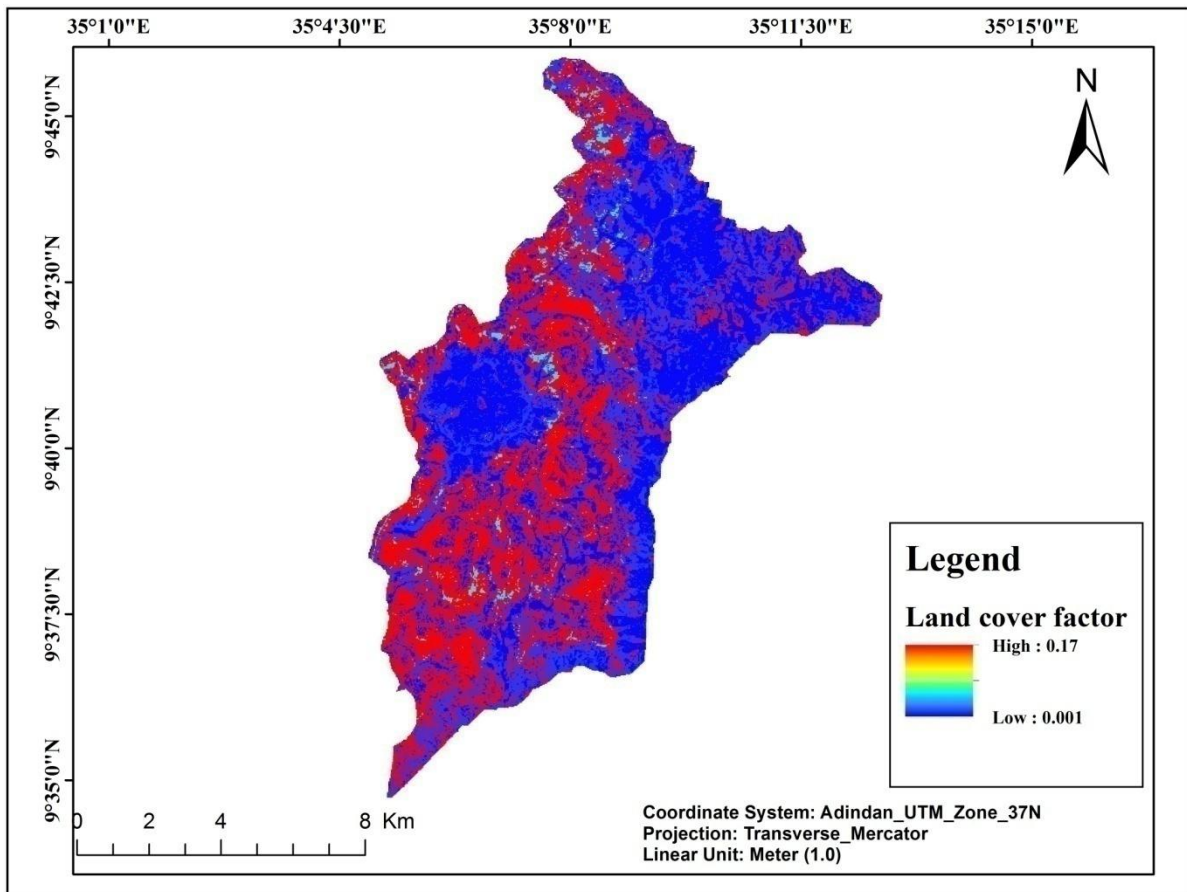 35°1'0"E 35°4'30"E 35°8'0"E 35°11'30"E 35°15'0"E
N
9°45'0"N
9°42'30"N
9°40'0"N
9°37'30"N
9°35'0"N
Legend
Land cover factor
High : 0.17
Low : 0.001
0 2 4 8 Km
Coordinate System: Adindan_UTM_Zone_37N
Projection: Transverse_Mercator
Linear Unit: Meter (1.0)